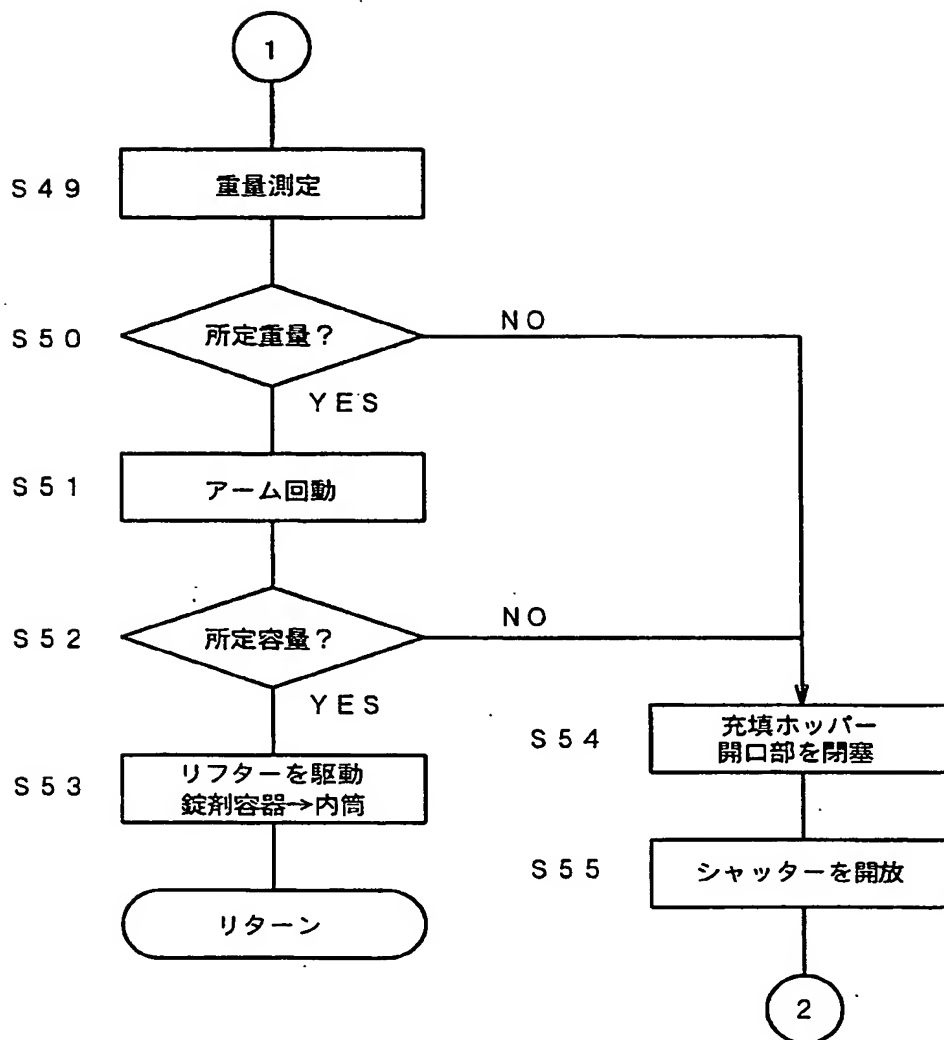 1
S49
重量測定
S50
所定重量?
NO
YES
S51
アーム回動
S52
所定容量?
NO
YES
S53
リフターを駆動
錠剤容器→内筒
リターン
S54
充填ホッパー
開口部を閉塞
S55
シャッターを開放
2